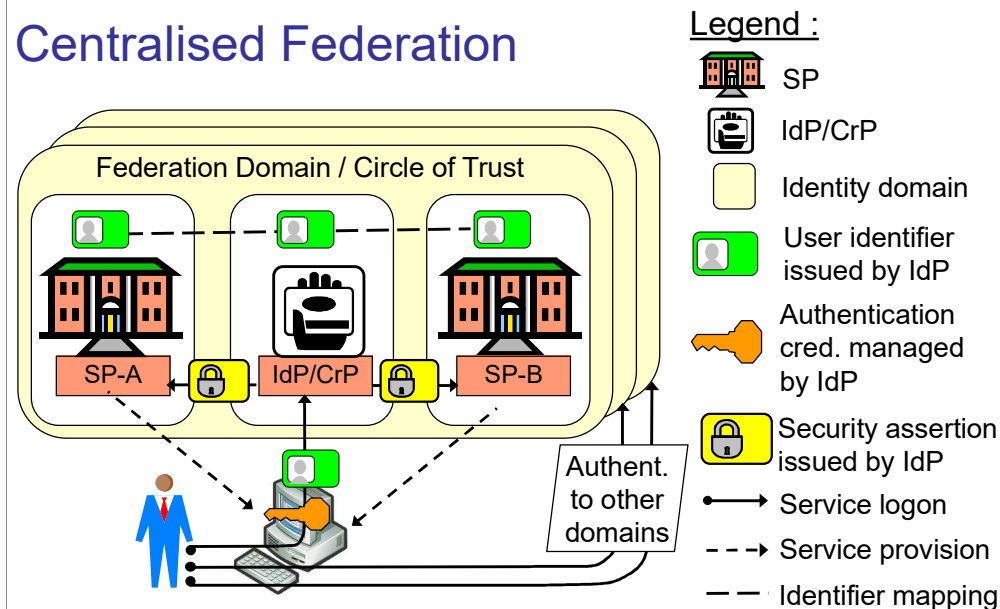 Centralised Federation
Legend :
SP
IdP/CrP
Identity domain
User identifier
issued by IdP
Authentication
cred. managed
by IdP
Security assertion
issued by IdP
Service logon
Service provision
Identifier mapping
Federation Domain / Circle of Trust
SP-A
IdP/CrP
SP-B
Authent.
to other
domains